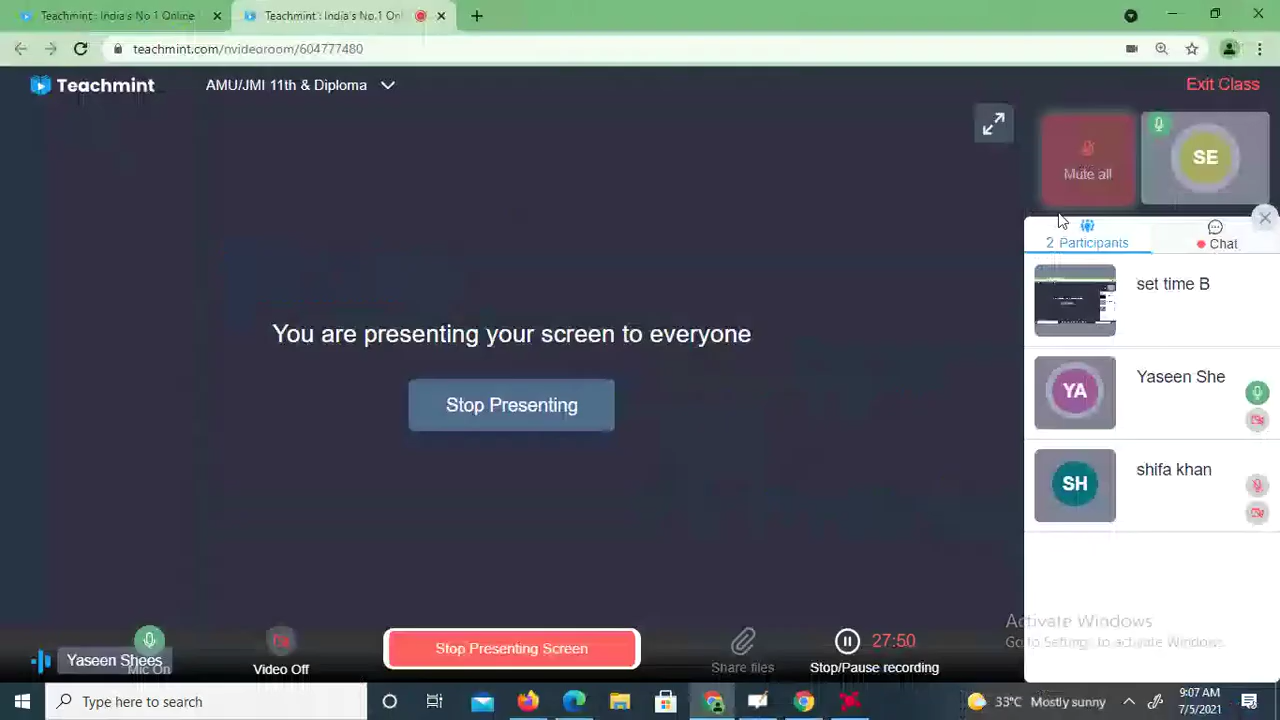 Teachmint : India's No 1 Online
Teachmint : India's No.1 Onl
teachmint.com/nvideoroom/604777480
Teachmint
AMU/JMI 11th & Diploma
Exit Class
Mute all
SE
2 Participants
Chat
set time B
You are presenting your screen to everyone
Stop Presenting
YA
Yaseen She
SH
shifa khan
Activate Windows
Go to Settings to activate Windows.
Yaseen Shees
Mic On
Video Off
Stop Presenting Screen
Share files
27:50
Stop/Pause recording
Type here to search
33°C Mostly sunny
9:07 AM
7/5/2021